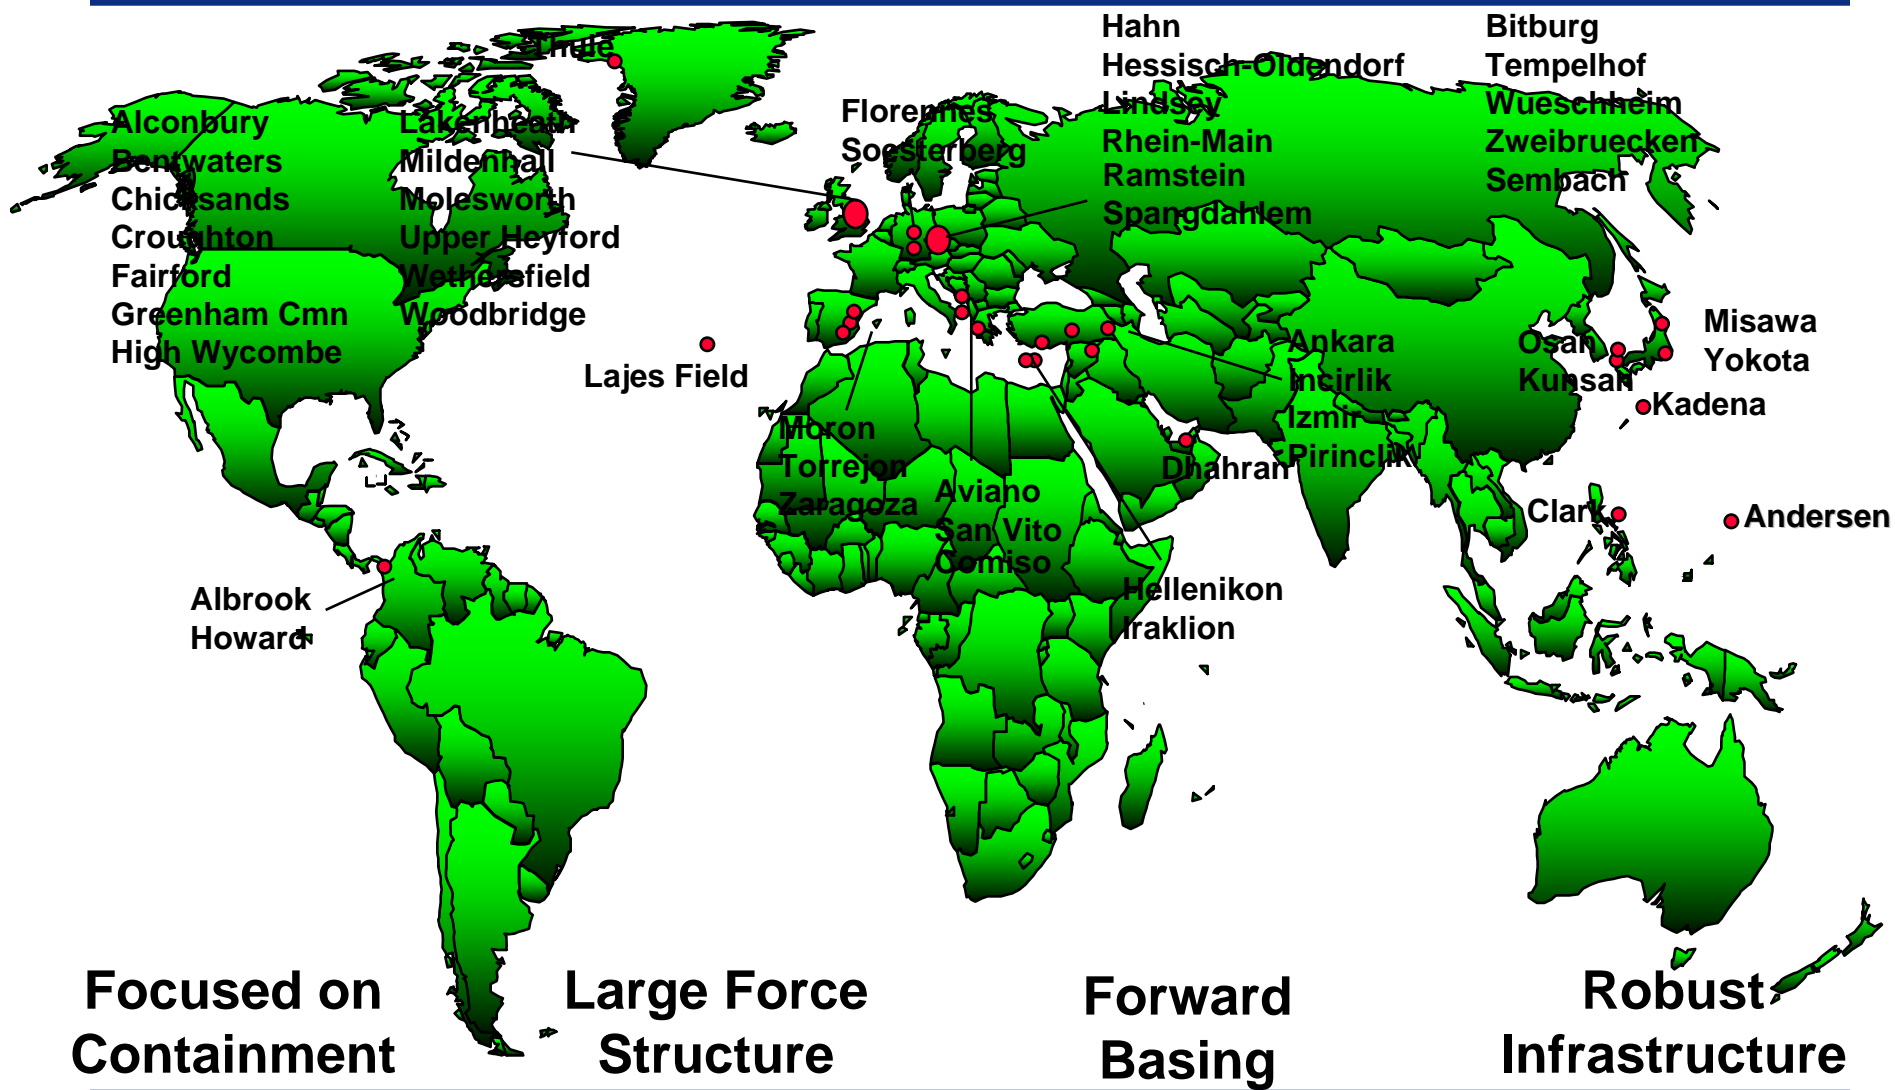 Thule
Alconbury
Bentwaters
Chicksands
Croughton
Fairford
Greenham Cmn
High Wycombe
Lakenheath
Mildenhall
Molesworth
Upper Heyford
Wethersfield
Woodbridge
Florennes
Soesterberg
Hahn
Hessisch-Oldendorf
Lindsey
Rhein-Main
Ramstein
Spangdahlem
Bitburg
Tempelhof
Wueschheim
Zweibruecken
Sembach
Lajes Field
Moron
Torrejon
Zaragoza
Aviano
San Vito
Comiso
Hellenikon
Iraklion
Dhahran
Ankara
Incirlik
Izmir
Pirinclik
Osan
Kunsan
Misawa
Yokota
Kadena
Clark
Andersen
Albrook
Howard
Focused on
Containment
Large Force
Structure
Forward
Basing
Robust
Infrastructure